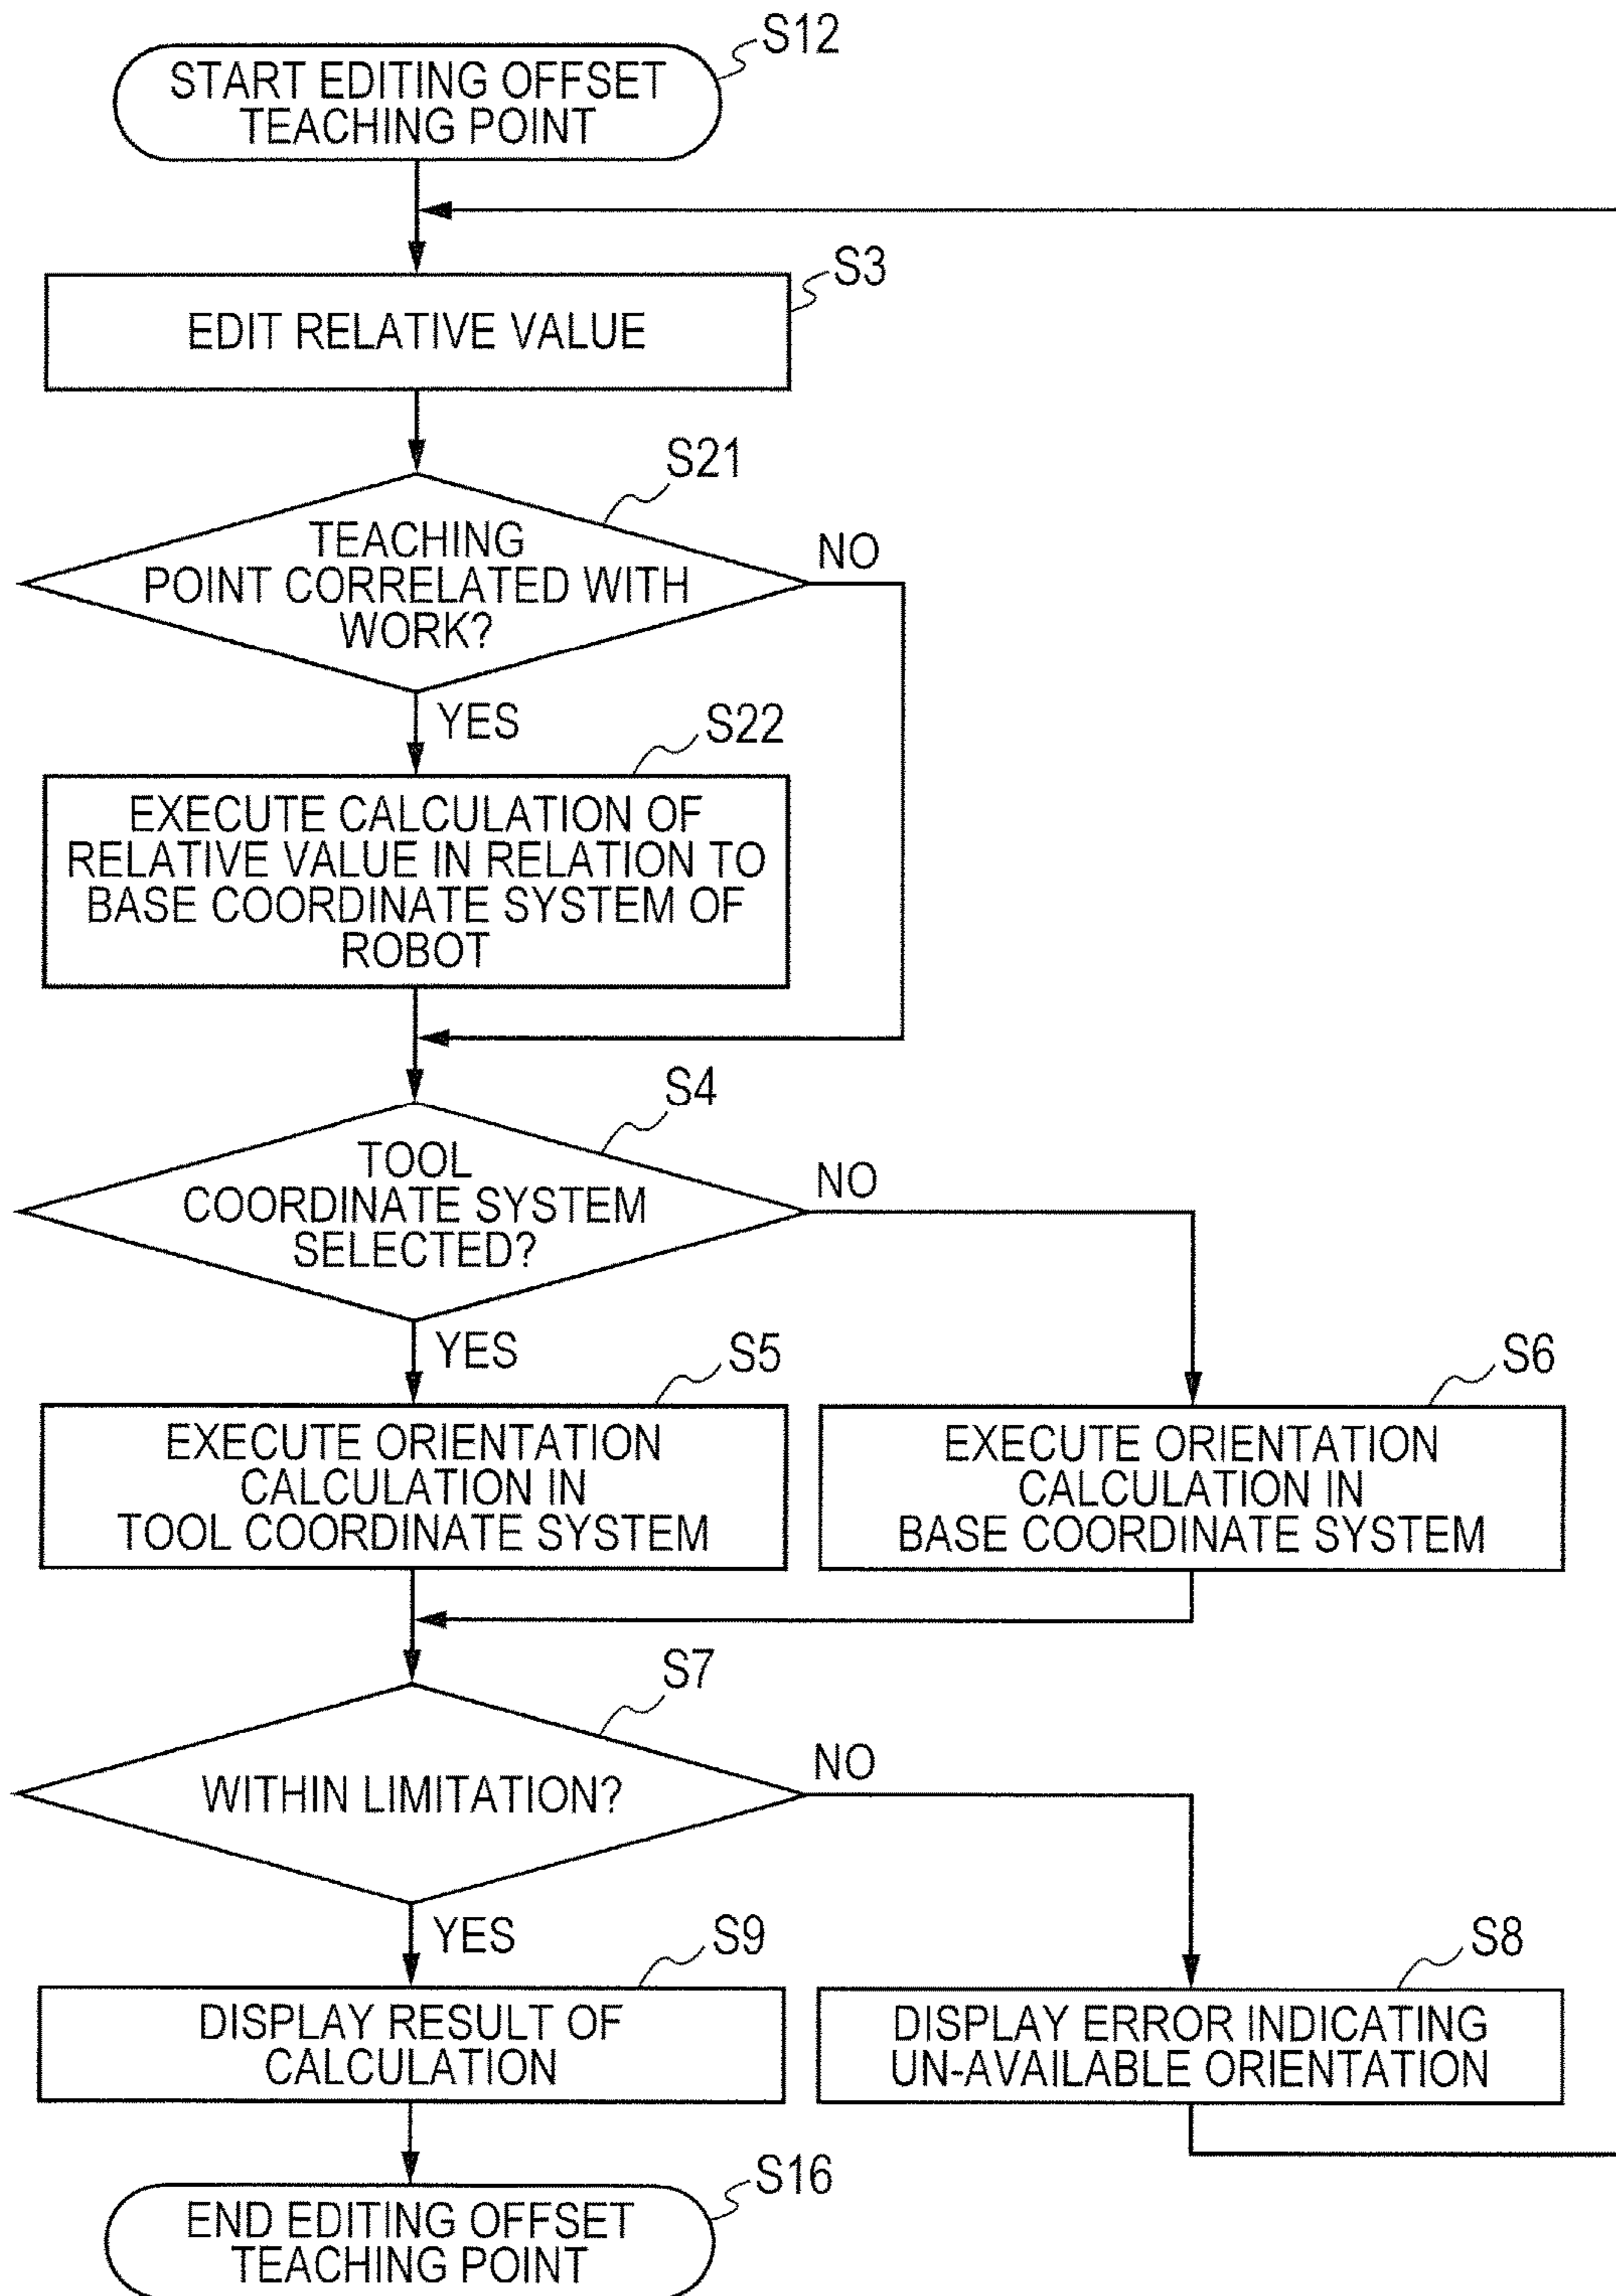 S12
START EDITING OFFSET
TEACHING POINT
S3
EDIT RELATIVE VALUE
S21
TEACHING
POINT CORRELATED WITH
WORK?
NO
YES
S22
EXECUTE CALCULATION OF
RELATIVE VALUE IN RELATION TO
BASE COORDINATE SYSTEM OF
ROBOT
S4
TOOL
COORDINATE SYSTEM
SELECTED?
NO
YES
S5
EXECUTE ORIENTATION
CALCULATION IN
TOOL COORDINATE SYSTEM
S6
EXECUTE ORIENTATION
CALCULATION IN
BASE COORDINATE SYSTEM
S7
WITHIN LIMITATION?
NO
YES
S9
DISPLAY RESULT OF
CALCULATION
S8
DISPLAY ERROR INDICATING
UN-AVAILABLE ORIENTATION
S16
END EDITING OFFSET
TEACHING POINT